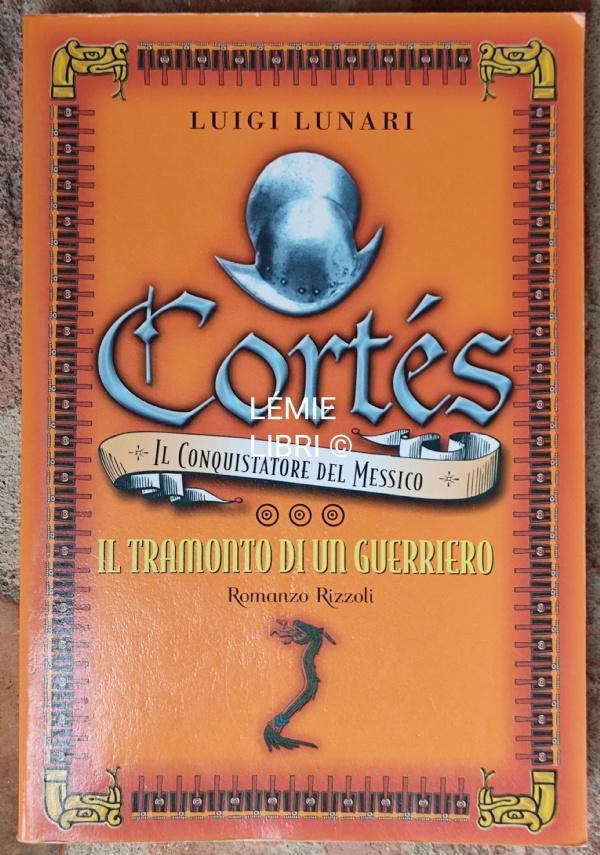 LUIGI LUNARI
Cortés
LEMIE
LIBRI ©
IL CONQUISTATORE DEL MESSICO
IL TRAMONTO DI UN GUERRIERO
Romanzo Rizzoli